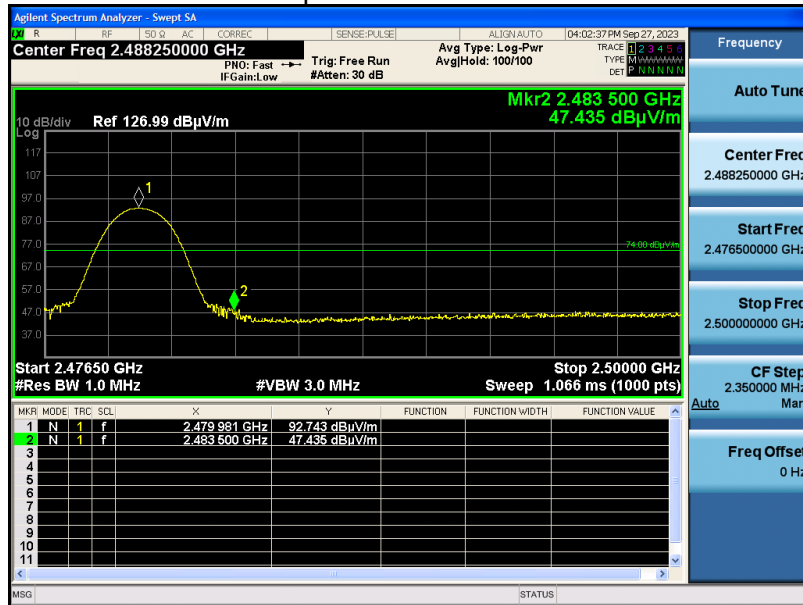 Agilent Spectrum Analyzer - Swept SA
LXI R RF 50 Ω AC CORREC SENSE:PULSE ALIGN AUTO 04:02:37 PM Sep 27, 2023
Center Freq 2.488250000 GHz
PNO: Fast
IFGain:Low
Trig: Free Run
#Atten: 30 dB
Avg Type: Log-Pwr
Avg|Hold: 100/100
TRACE 1 2 3 4 5 6
TYPE M
DET P N N N N N
Mkr2 2.483 500 GHz
47.435 dBμV/m
10 dB/div Ref 126.99 dBμV/m
Log
117
107
97.0
87.0
77.0
67.0
57.0
47.0
37.0
1
2
74.00 dBμV/m
Start 2.47650 GHz Stop 2.50000 GHz
#Res BW 1.0 MHz #VBW 3.0 MHz Sweep 1.066 ms (1000 pts)
MKR MODE TRC SCL X Y FUNCTION FUNCTION WIDTH FUNCTION VALUE
1 N 1 f 2.479 981 GHz 92.743 dBμV/m
2 N 1 f 2.483 500 GHz 47.435 dBμV/m
3
4
5
6
7
8
9
10
11
MSG STATUS
Frequency
Auto Tune
Center Freq
2.488250000 GHz
Start Freq
2.476500000 GHz
Stop Freq
2.500000000 GHz
CF Step
2.350000 MHz
Auto Man
Freq Offset
0 Hz